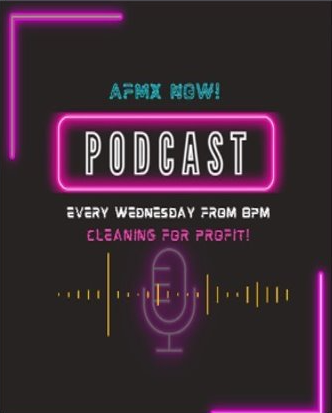 AFMX NOW!
PODCAST
EVERY WEDNESDAY FROM 8PM
CLEANING FOR PROFIT!